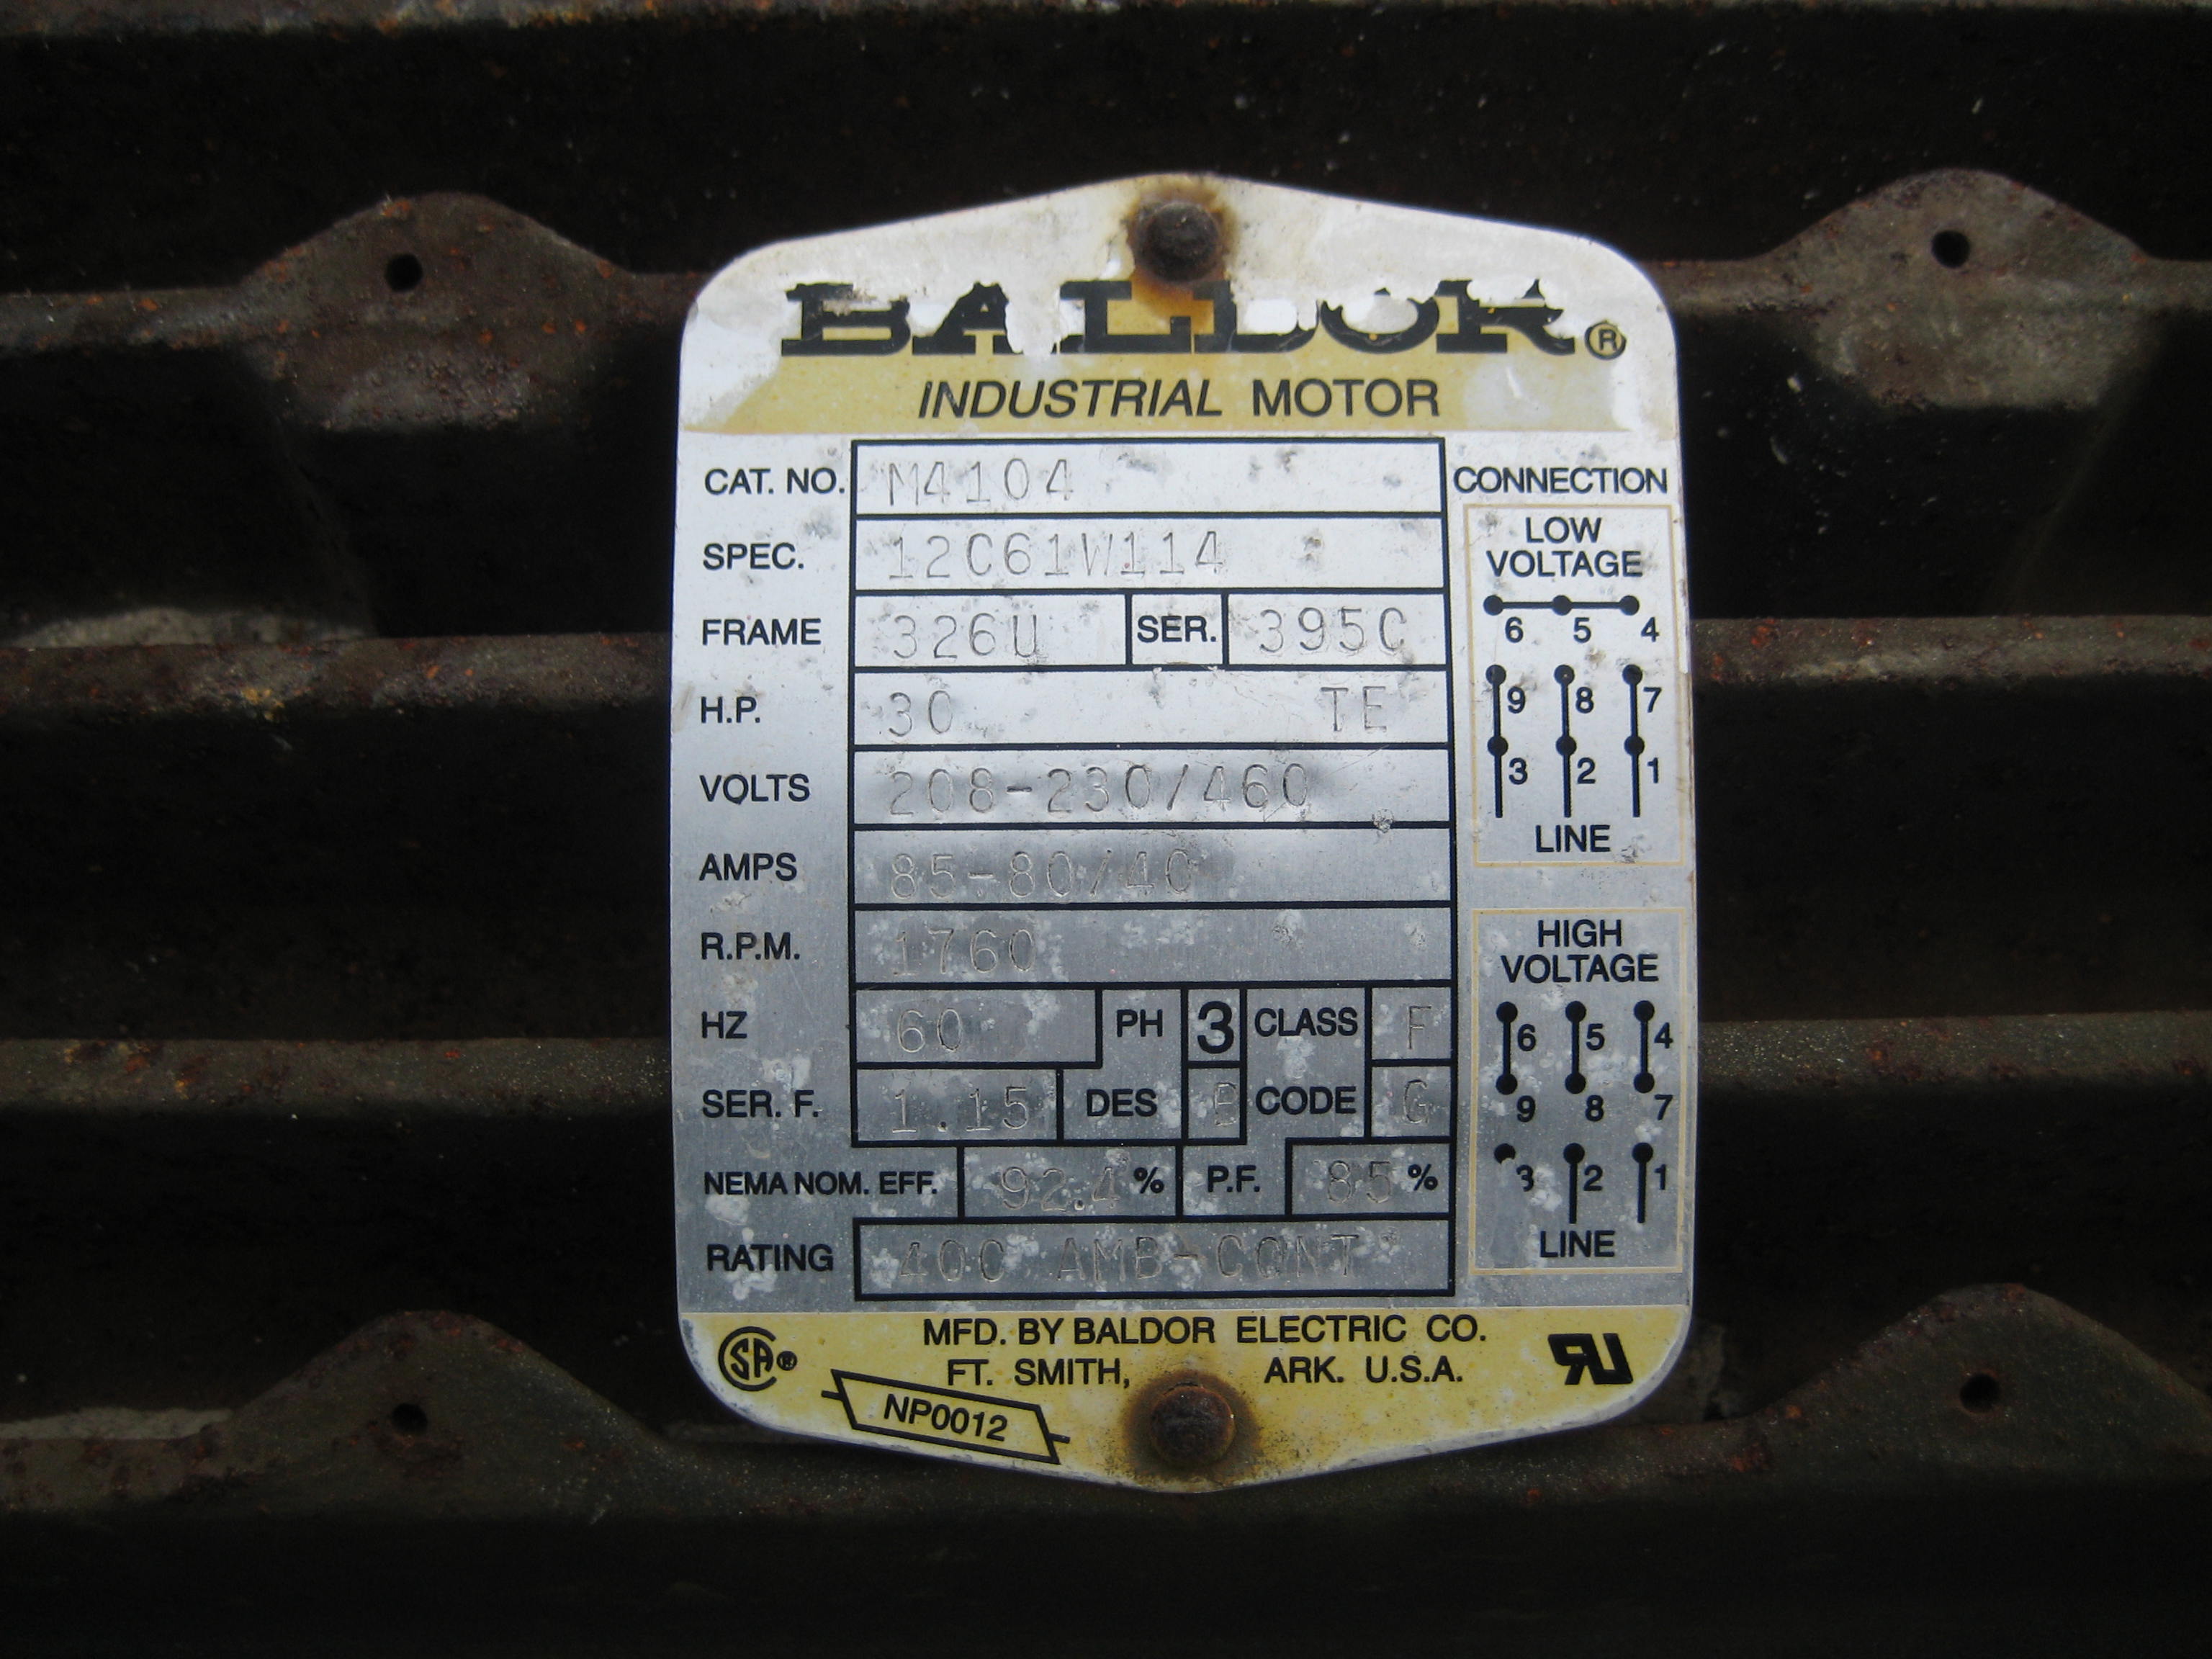 BALDOR®
INDUSTRIAL MOTOR
CAT. NO. M4104
SPEC. 12C61W114
FRAME 326U SER. 395C
H.P. 30 TE
VOLTS 208-230/460
AMPS 85-80/40
R.P.M. 1760
HZ 60 PH 3 CLASS F
SER. F. 1.15 DES B CODE G
NEMA NOM. EFF. 92.4 % P.F. 85 %
RATING 40C AMB-CONT
CONNECTION
LOW
VOLTAGE
6 5 4
9 8 7
3 2 1
LINE
HIGH
VOLTAGE
6 5 4
9 8 7
3 2 1
LINE
MFD. BY BALDOR ELECTRIC CO.
FT. SMITH, ARK. U.S.A.
SA®
NP0012
RU